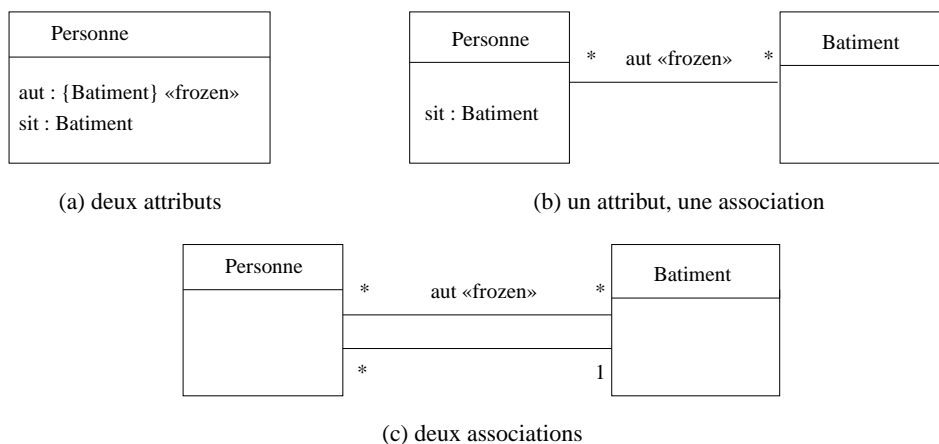 Personne
aut : {Batiment} «frozen»
sit : Batiment
(a) deux attributs
Personne
sit : Batiment
* aut «frozen» *
Batiment
(b) un attribut, une association
Personne
* aut «frozen» *
* 1
Batiment
(c) deux associations